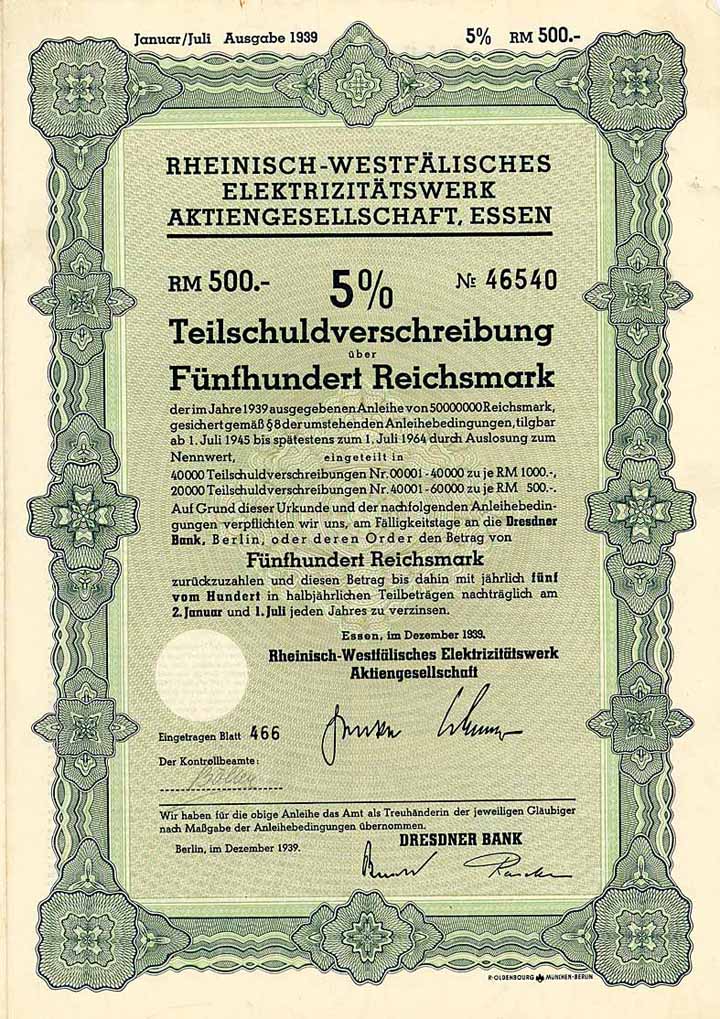 Januar/Juli Ausgabe 1939 5% RM 500.-
RHEINISCH-WESTFÄLISCHES
ELEKTRIZITÄTSWERK
AKTIENGESELLSCHAFT, ESSEN
RM 500.- 5% № 46540
Teilschuldverschreibung
über
Fünfhundert Reichsmark
der im Jahre 1939 ausgegebenen Anleihe von 50000000 Reichsmark,
gesichert gemäß § 8 der umstehenden Anleihebedingungen, tilgbar
ab 1. Juli 1945 bis spätestens zum 1. Juli 1964 durch Auslosung zum
Nennwert, eingeteilt in
40000 Teilschuldverschreibungen Nr. 00001 - 40000 zu je RM 1000.-,
20000 Teilschuldverschreibungen Nr. 40001 - 60000 zu je RM 500.-.
Auf Grund dieser Urkunde und der nachfolgenden Anleihebedin-
gungen verpflichten wir uns, am Fälligkeitstage an die Dresdner
Bank, Berlin, oder deren Order den Betrag von
Fünfhundert Reichsmark
zurückzuzahlen und diesen Betrag bis dahin mit jährlich fünf
vom Hundert in halbjährlichen Teilbeträgen nachträglich am
2. Januar und 1. Juli jeden Jahres zu verzinsen.
Essen, im Dezember 1939.
Rheinisch-Westfälisches Elektrizitätswerk
Aktiengesellschaft
Eingetragen Blatt 466
Der Kontrollbeamte:
Wir haben für die obige Anleihe das Amt als Treuhänderin der jeweiligen Gläubiger
nach Maßgabe der Anleihebedingungen übernommen.
Berlin, im Dezember 1939. DRESDNER BANK
R·OLDENBOURG MÜNCHEN-BERLIN